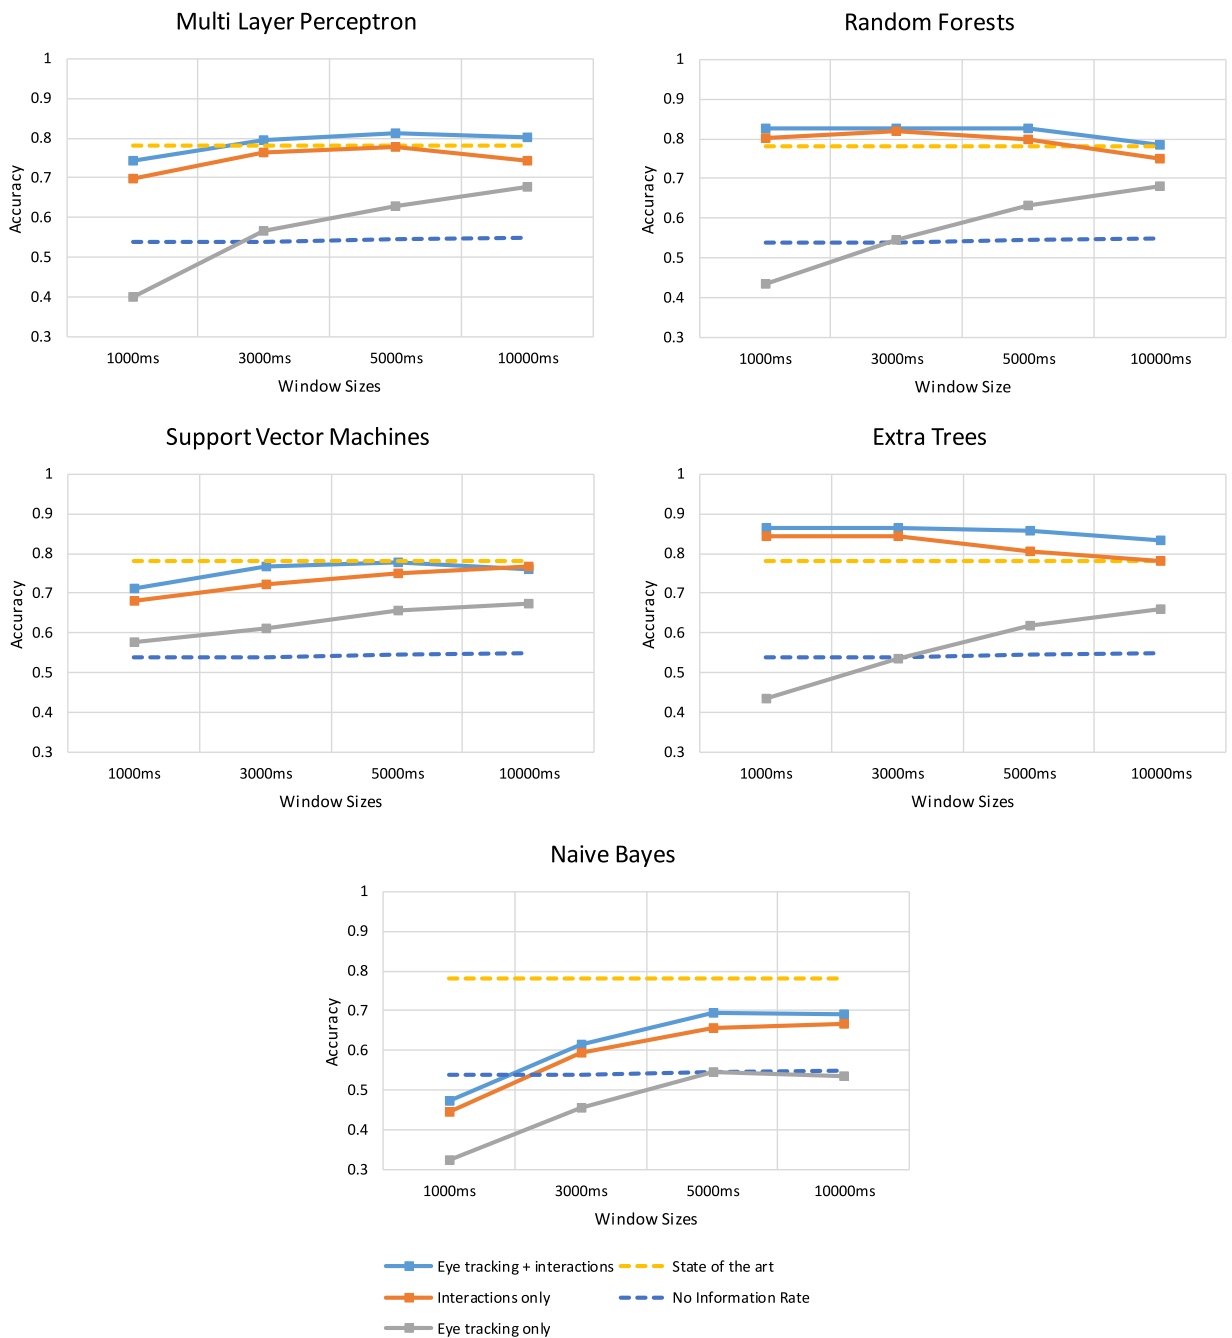 Multi Layer Perceptron
1
0.9
0.8
0.7
0.6
0.5
0.4
0.3
Accuracy
1000ms 3000ms 5000ms 10000ms
Window Sizes
Random Forests
1
0.9
0.8
0.7
0.6
0.5
0.4
0.3
Accuracy
1000ms 3000ms 5000ms 10000ms
Window Size
Support Vector Machines
1
0.9
0.8
0.7
0.6
0.5
0.4
0.3
Accuracy
1000ms 3000ms 5000ms 10000ms
Window Sizes
Extra Trees
1
0.9
0.8
0.7
0.6
0.5
0.4
0.3
Accuracy
1000ms 3000ms 5000ms 10000ms
Window Sizes
Naive Bayes
1
0.9
0.8
0.7
0.6
0.5
0.4
0.3
Accuracy
1000ms 3000ms 5000ms 10000ms
Window Sizes
Eye tracking + interactions State of the art
Interactions only No Information Rate
Eye tracking only